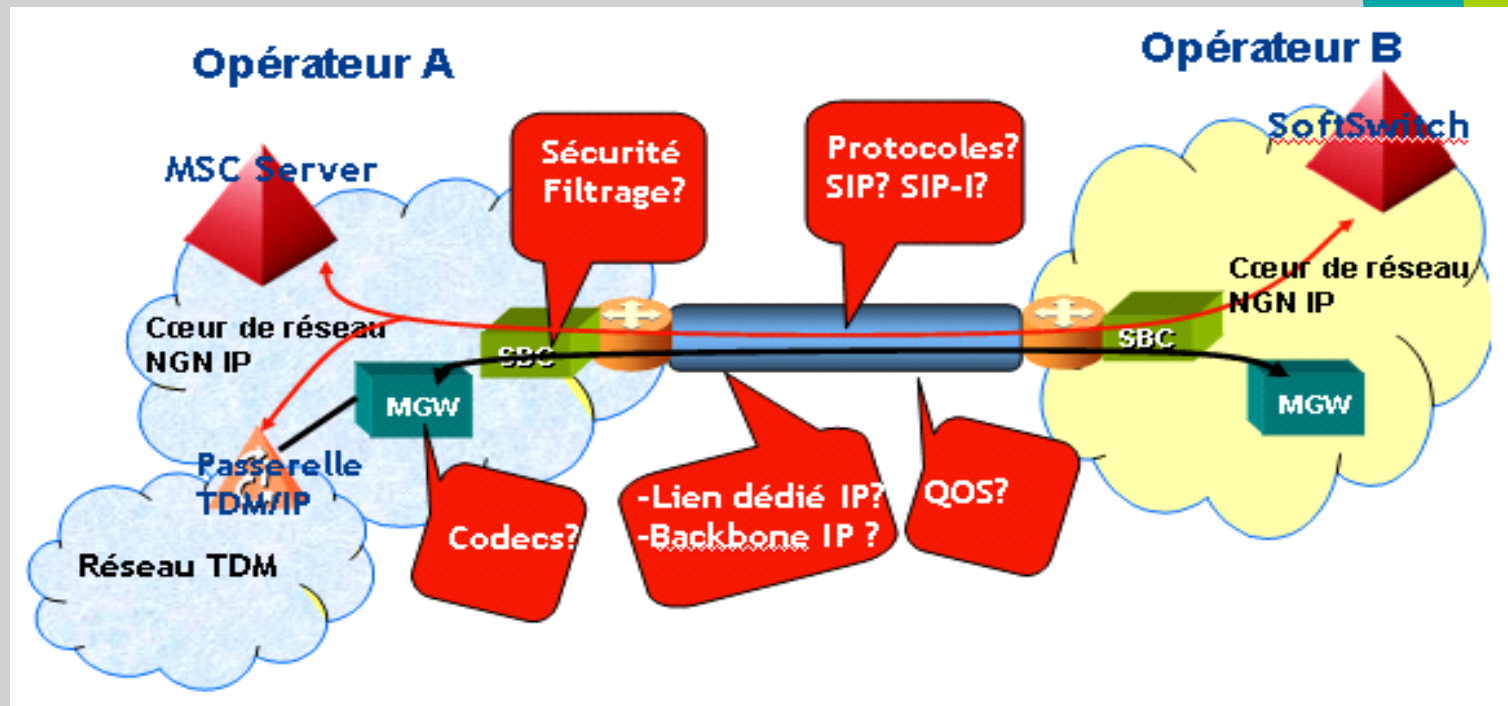 Opérateur A
Opérateur B
MSC Server
SoftSwitch
Sécurité
Filtrage?
Protocoles?
SIP? SIP-I?
Cœur de réseau
NGN IP
Cœur de réseau
NGN IP
SBC
SBC
MGW
MGW
Passerelle
TDM/IP
Réseau TDM
Codecs?
-Lien dédié IP?
-Backbone IP ?
QOS?